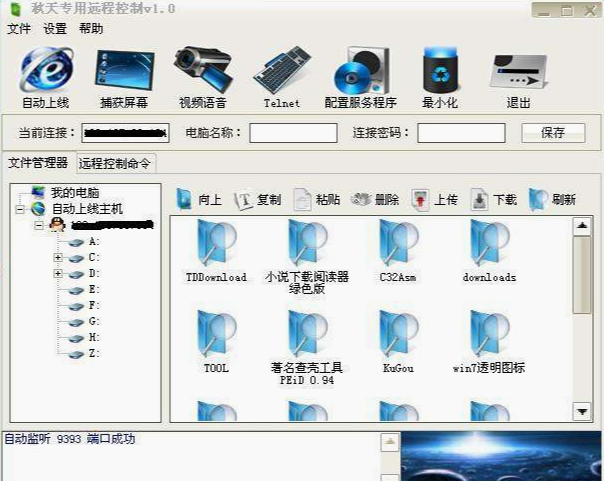 秋天专用远程控制v1.0
文件 设置 帮助
自动上线 捕获屏幕 视频语音 Telnet 配置服务程序 最小化 退出
当前连接： 电脑名称： 连接密码： 保存
文件管理器 远程控制命令
我的电脑
自动上线主机
A:
C:
D:
E:
F:
G:
H:
Z:
向上 复制 粘贴 删除 上传 下载 刷新
TDDownload 小说下载阅读器 C32Asm downloads
绿色版
TOOL 著名查壳工具 KuGou win7透明图标
PEiD 0.94
自动监听 9393 端口成功